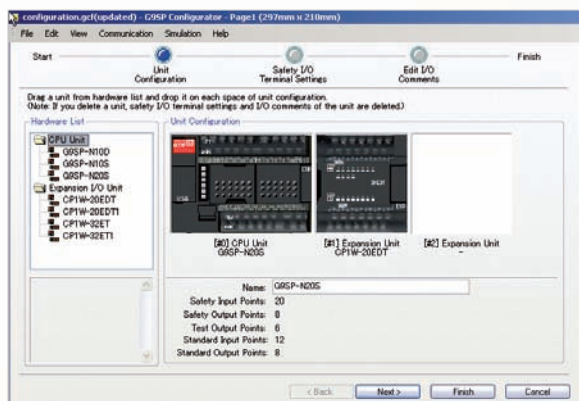 configuration.gcf(updated) - G9SP Configurator - Page1 (297mm x 210mm)
File Edit View Communication Simulation Help
Start Unit Configuration Safety I/O Terminal Settings Edit I/O Comments Finish
Drag a unit from hardware list and drop it on each space of unit configuration.
(Note: If you delete a unit, safety I/O terminal settings and I/O comments of the unit are deleted.)
Hardware List
CPU Unit
G9SP-N10D
G9SP-N10S
G9SP-N20S
Expansion I/O Unit
CP1W-20EDT
CP1W-20EDT1
CP1W-32ET
CP1W-32ET1
Unit Configuration
[#0] CPU Unit
G9SP-N20S
[#1] Expansion Unit
CP1W-20EDT
[#2] Expansion Unit
-
Name: G9SP-N20S
Safety Input Points: 20
Safety Output Points: 8
Test Output Points: 6
Standard Input Points: 12
Standard Output Points: 8
< Back Next > Finish Cancel